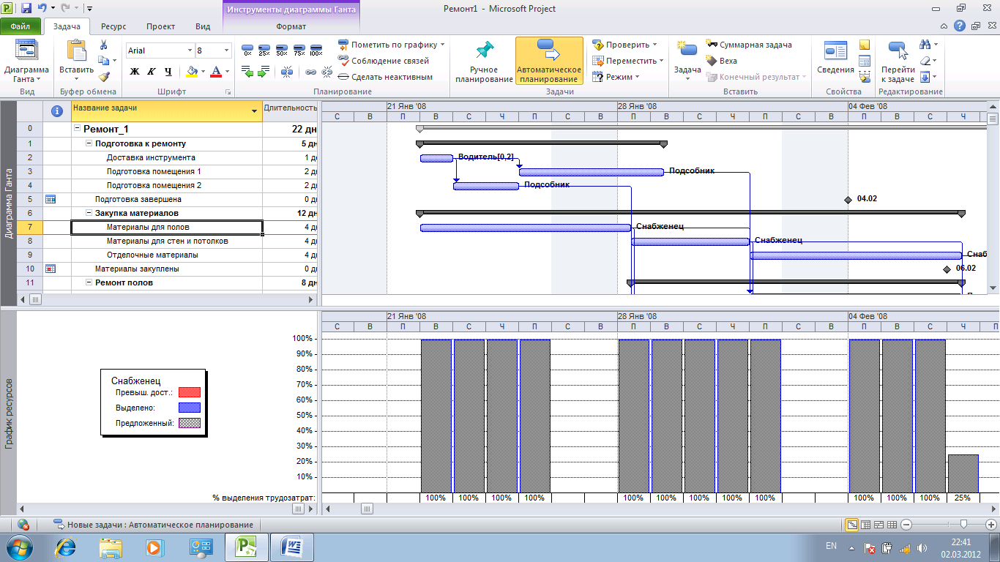 Инструменты диаграммы Ганта
Ремонт1 - Microsoft Project
Файл Задача Ресурс Проект Вид Формат
Диаграмма Ганта
Вид
Вставить
Буфер обмена
Arial 8
Ж К Ч
Шрифт
0% 25% 50% 75% 100%
Пометить по графику
Соблюдение связей
Сделать неактивным
Планирование
Ручное планирование
Автоматическое планирование
Проверить
Переместить
Режим
Задачи
Задача
Суммарная задача
Веха
Конечный результат
Вставить
Сведения
Свойства
Перейти к задаче
Редактирование
Диаграмма Ганта
Название задачи Длительность
0 Ремонт_1 22 дн
1 Подготовка к ремонту 5 дн
2 Доставка инструмента 1 д
3 Подготовка помещения 1 2 д
4 Подготовка помещения 2 2 д
5 Подготовка завершена 0 д
6 Закупка материалов 12 дн
7 Материалы для полов 4 д
8 Материалы для стен и потолков 4 д
9 Отделочные материалы 4 д
10 Материалы закуплены 0 д
11 Ремонт полов 8 дн
21 Янв '08 28 Янв '08 04 Фев '08
С В П В С Ч П С В П В С Ч П С В П В С Ч
Водитель[0,2]
Подсобник
Подсобник
04.02
Снабженец
Снабженец
Снаб
06.02
График ресурсов
Снабженец
Превыш. дост.:
Выделено:
Предложенный:
100%
90%
80%
70%
60%
50%
40%
30%
20%
10%
% выделения трудозатрат:
21 Янв '08 28 Янв '08 04 Фев '08
С В П В С Ч П С В П В С Ч П С В П В С Ч П
100% 100% 100% 100% 100% 100% 100% 100% 100% 100% 100% 100% 25%
Новые задачи : Автоматическое планирование
EN
22:41
02.03.2012